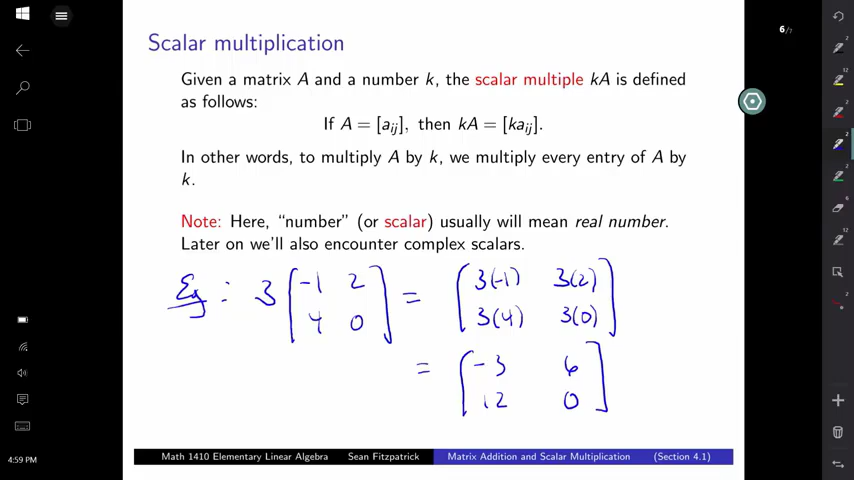 6/7
Scalar multiplication
Given a matrix A and a number k, the scalar multiple kA is defined
as follows:
If A = [aij], then kA = [kaij].
In other words, to multiply A by k, we multiply every entry of A by
k.
Note: Here, “number” (or scalar) usually will mean real number.
Later on we’ll also encounter complex scalars.
Eg : 3 [-1 2 = [3(-1) 3(2)
4 0] 3(4) 3(0)]
= [-3 6
12 0]
4:59 PM
Math 1410 Elementary Linear Algebra Sean Fitzpatrick Matrix Addition and Scalar Multiplication (Section 4.1)